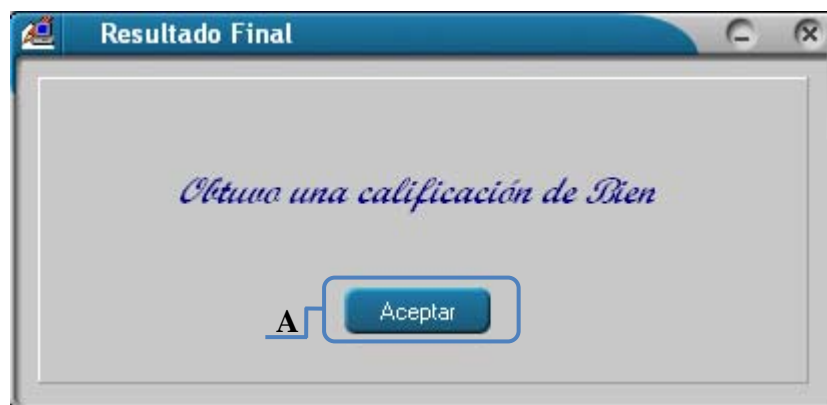 Resultado Final
Obtuvo una calificación de Bien
A
Aceptar